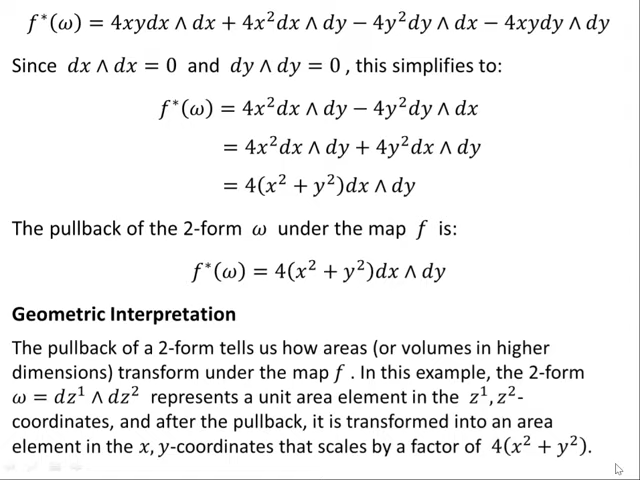 f*(ω) = 4xydx ∧ dx + 4x²dx ∧ dy − 4y²dy ∧ dx − 4xydy ∧ dy
Since dx ∧ dx = 0 and dy ∧ dy = 0 , this simplifies to:
f*(ω) = 4x²dx ∧ dy − 4y²dy ∧ dx
= 4x²dx ∧ dy + 4y²dx ∧ dy
= 4(x² + y²)dx ∧ dy
The pullback of the 2-form ω under the map f is:
f*(ω) = 4(x² + y²)dx ∧ dy
Geometric Interpretation
The pullback of a 2-form tells us how areas (or volumes in higher
dimensions) transform under the map f . In this example, the 2-form
ω = dz¹ ∧ dz² represents a unit area element in the z¹, z²-
coordinates, and after the pullback, it is transformed into an area
element in the x, y-coordinates that scales by a factor of 4(x² + y²).